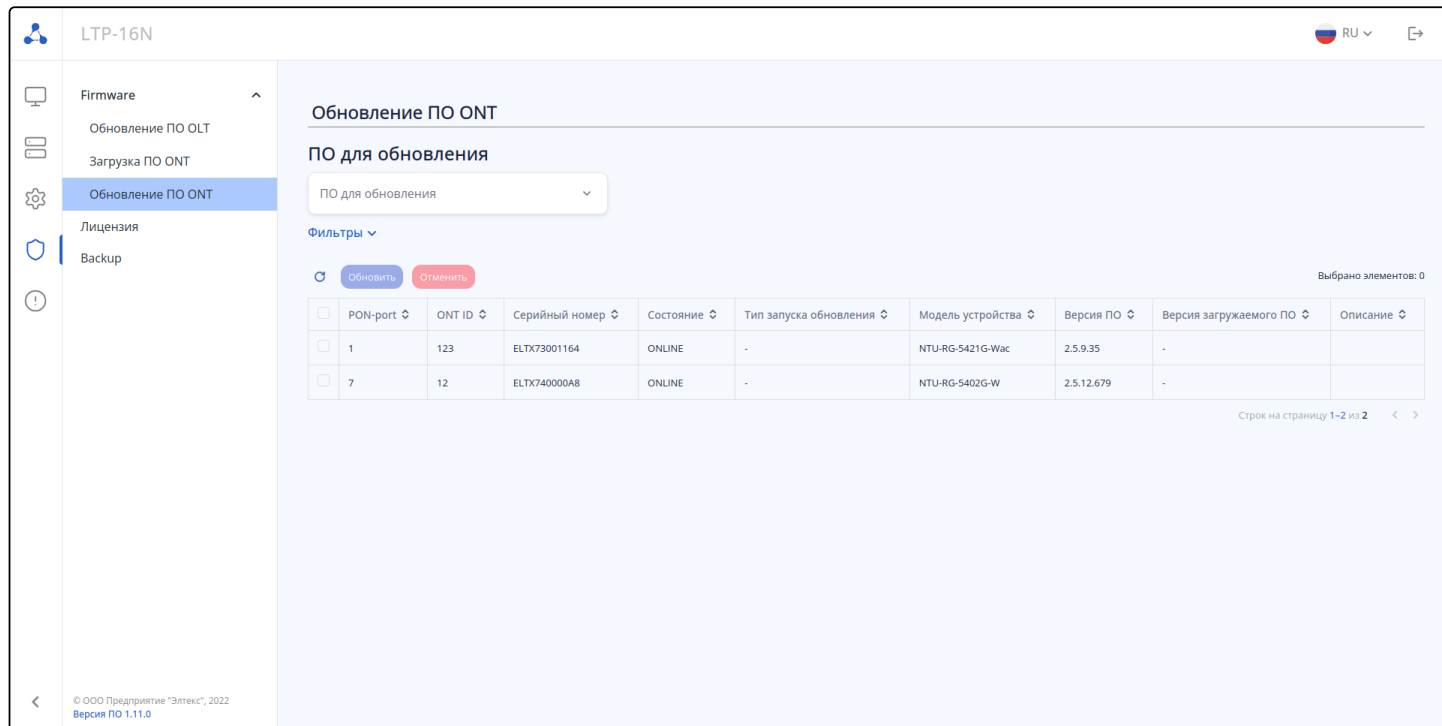 LTP-16N
RU
Firmware
Обновление ПО OLT
Загрузка ПО ONT
Обновление ПО ONT
Лицензия
Backup
Обновление ПО ONT
ПО для обновления
ПО для обновления
Фильтры
Обновить Отменить Выбрано элементов: 0
PON-port ONT ID Серийный номер Состояние Тип запуска обновления Модель устройства Версия ПО Версия загружаемого ПО Описание
1 123 ELTX73001164 ONLINE - NTU-RG-5421G-Wac 2.5.9.35 -
7 12 ELTX740000A8 ONLINE - NTU-RG-5402G-W 2.5.12.679 -
Строк на страницу 1–2 из 2
© ООО Предприятие "Элтекс", 2022
Версия ПО 1.11.0